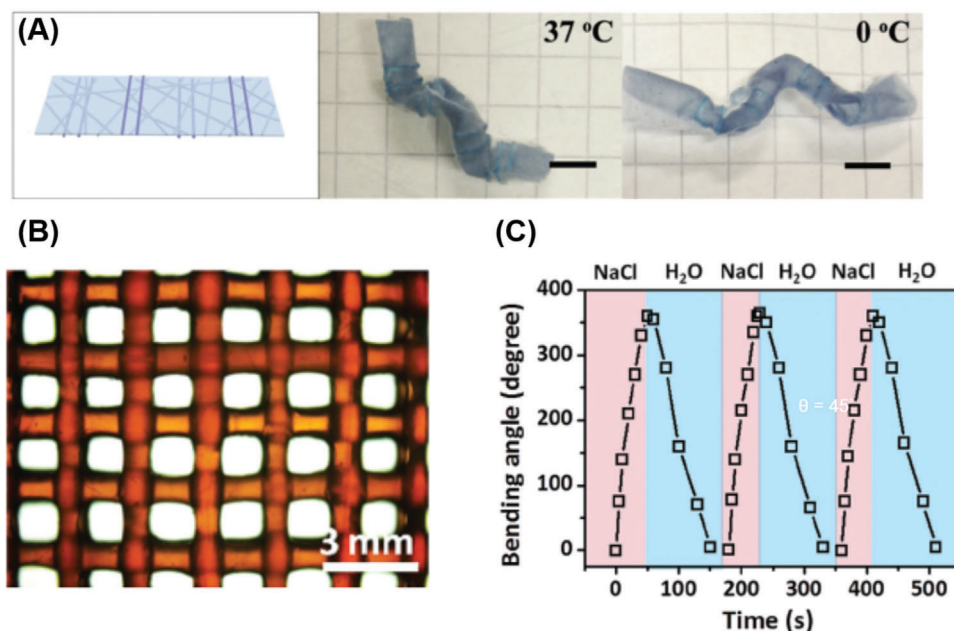 (A)
37 °C
0 °C
(B)
3 mm
(C)
NaCl H₂O NaCl H₂O NaCl H₂O
400
300
200
100
0
Bending angle (degree)
θ = 45°
0 100 200 300 400 500
Time (s)